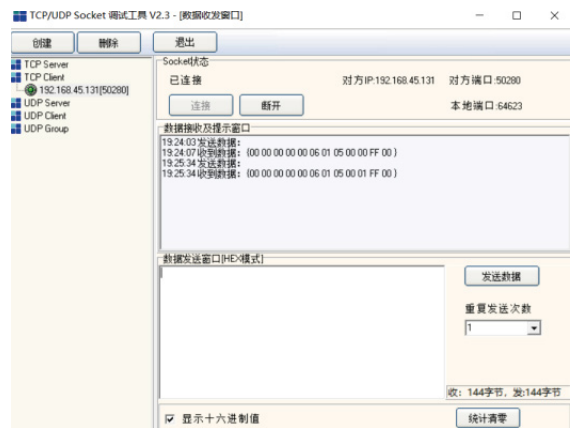 TCP/UDP Socket 调试工具 V2.3 - [数据收发窗口]
创建 删除 退出
TCP Server
TCP Client
192.168.45.131[50280]
UDP Server
UDP Client
UDP Group
Socket状态
已连接 对方IP:192.168.45.131 对方端口:50280
连接 断开 本地端口:64623
数据接收及提示窗口
19:24:03 发送数据:
19:24:07 收到数据: {00 00 00 00 00 06 01 05 00 00 FF 00 }
19:25:34 发送数据:
19:25:34 收到数据: {00 00 00 00 00 06 01 05 00 01 FF 00 }
数据发送窗口[HEX模式]
发送数据
重复发送次数
1
收: 144字节, 发:144字节
显示十六进制值 统计清零